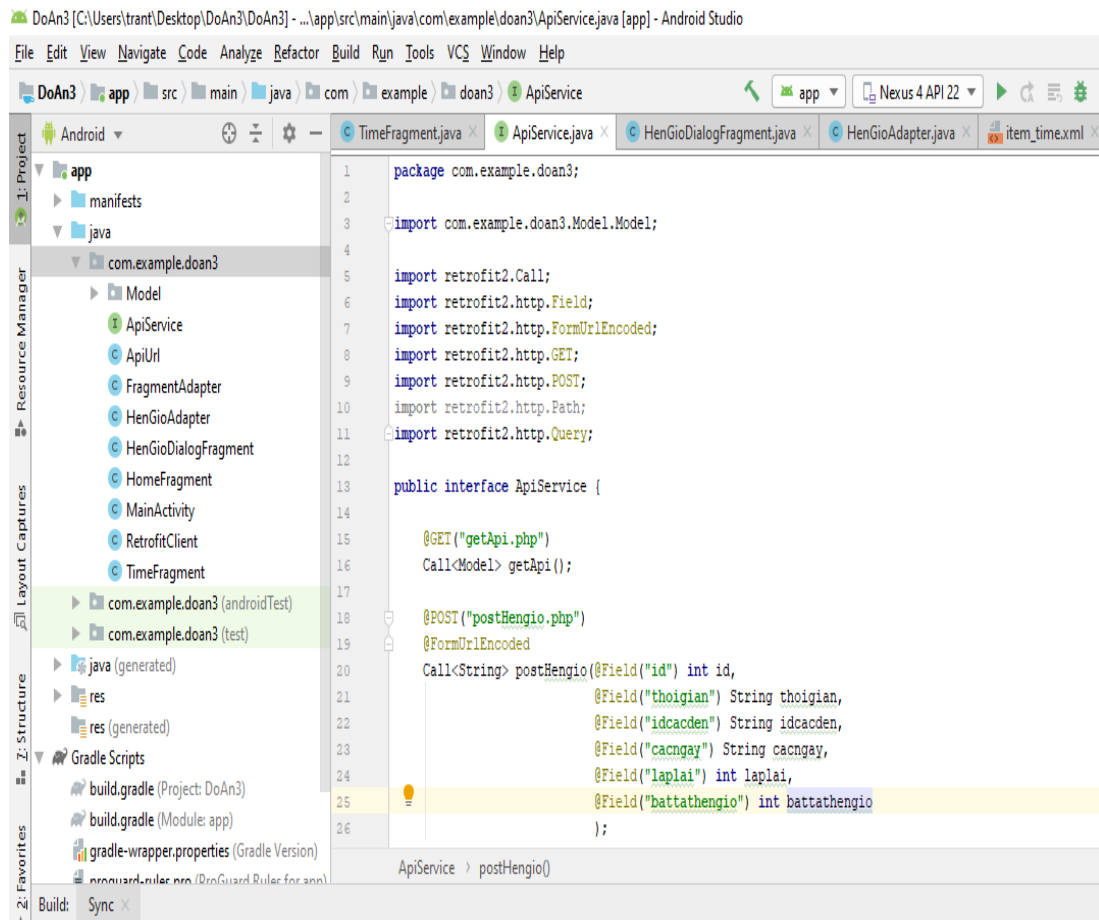 DoAn3 [C:\Users\trant\Desktop\DoAn3\DoAn3] - ...\app\src\main\java\com\example\doan3\ApiService.java [app] - Android Studio
File Edit View Navigate Code Analyze Refactor Build Run Tools VCS Window Help
DoAn3 app src main java com example doan3 ApiService app Nexus 4 API 22
Android TimeFragment.java ApiService.java HenGioDialogFragment.java HenGioAdapter.java item_time.xml
1: Project
Resource Manager
Layout Captures
7: Structure
2: Favorites
app
manifests
java
com.example.doan3
Model
ApiService
ApiUrl
FragmentAdapter
HenGioAdapter
HenGioDialogFragment
HomeFragment
MainActivity
RetrofitClient
TimeFragment
com.example.doan3 (androidTest)
com.example.doan3 (test)
java (generated)
res
res (generated)
Gradle Scripts
build.gradle (Project: DoAn3)
build.gradle (Module: app)
gradle-wrapper.properties (Gradle Version)
proguard-rules.pro (ProGuard Rules for app)
1 package com.example.doan3;
2
3 import com.example.doan3.Model.Model;
4
5 import retrofit2.Call;
6 import retrofit2.http.Field;
7 import retrofit2.http.FormUrlEncoded;
8 import retrofit2.http.GET;
9 import retrofit2.http.POST;
10 import retrofit2.http.Path;
11 import retrofit2.http.Query;
12
13 public interface ApiService {
14
15 @GET("getApi.php")
16 Call<Model> getApi();
17
18 @POST("postHengio.php")
19 @FormUrlEncoded
20 Call<String> postHengio(@Field("id") int id,
21 @Field("thoigian") String thoigian,
22 @Field("idcacden") String idcacden,
23 @Field("cacngay") String cacngay,
24 @Field("laplai") int laplai,
25 @Field("battathengio") int battathengio
26 );
ApiService postHengio()
Build: Sync